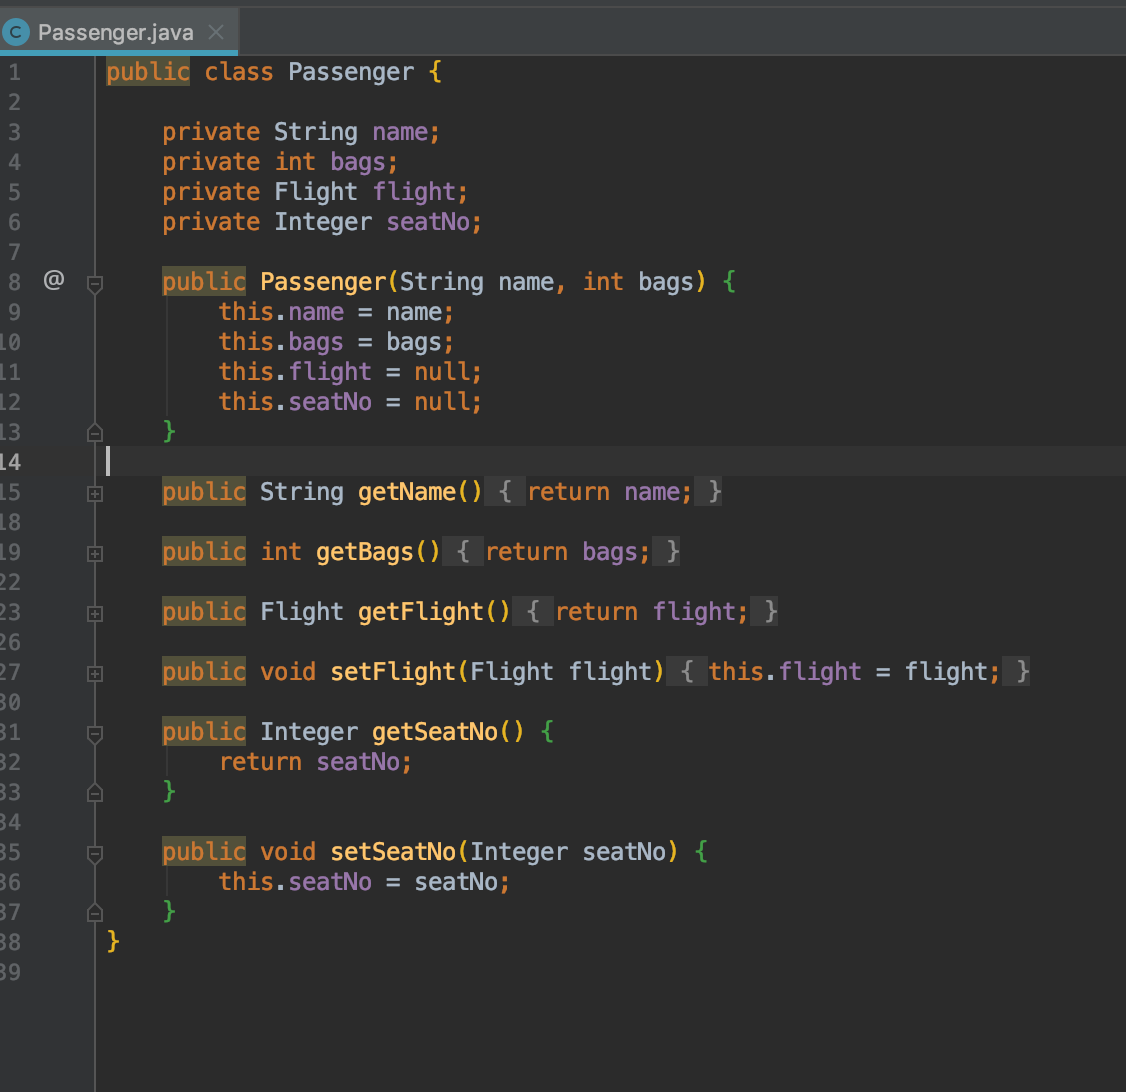 C Passenger.java
1 public class Passenger {
2
3 private String name;
4 private int bags;
5 private Flight flight;
6 private Integer seatNo;
7
8 @ public Passenger(String name, int bags) {
9 this.name = name;
10 this.bags = bags;
11 this.flight = null;
12 this.seatNo = null;
13 }
14
15 public String getName() { return name; }
18
19 public int getBags() { return bags; }
22
23 public Flight getFlight() { return flight; }
26
27 public void setFlight(Flight flight) { this.flight = flight; }
30
31 public Integer getSeatNo() {
32 return seatNo;
33 }
34
35 public void setSeatNo(Integer seatNo) {
36 this.seatNo = seatNo;
37 }
38 }
39